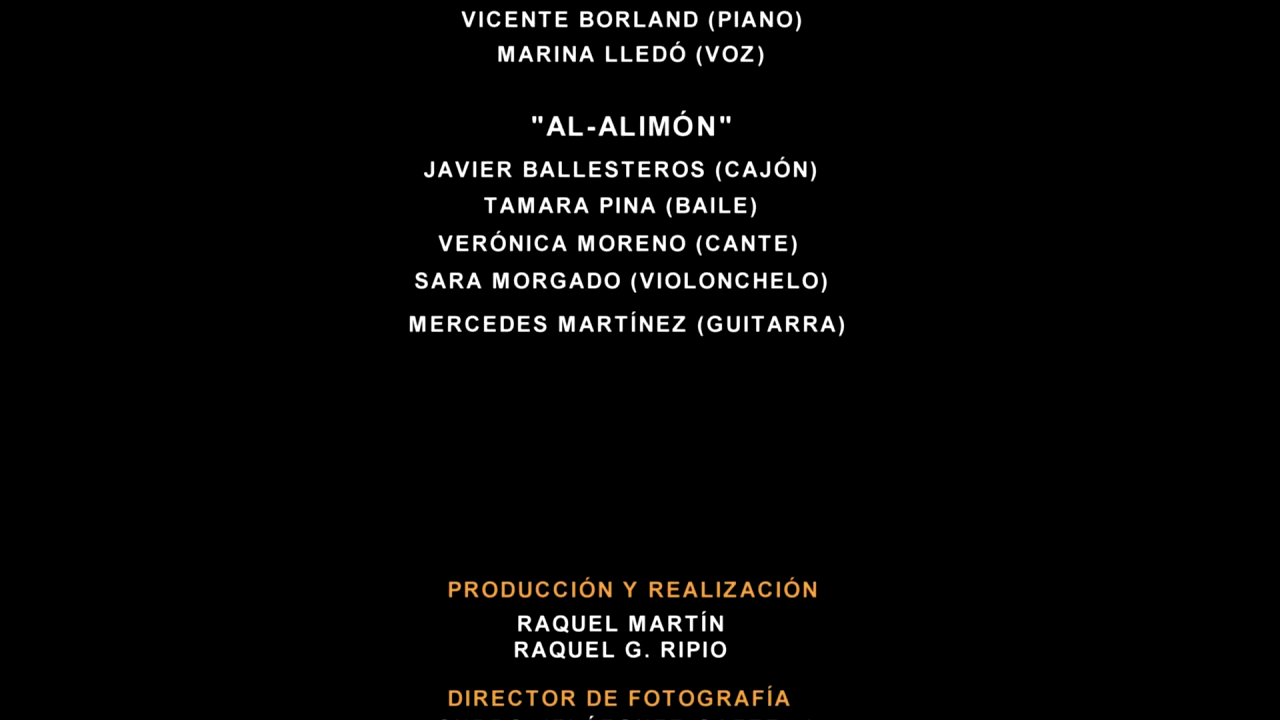 VICENTE BORLAND (PIANO)
MARINA LLEDÓ (VOZ)
"AL-ALIMÓN"
JAVIER BALLESTEROS (CAJÓN)
TAMARA PINA (BAILE)
VERÓNICA MORENO (CANTE)
SARA MORGADO (VIOLONCHELO)
MERCEDES MARTÍNEZ (GUITARRA)
PRODUCCIÓN Y REALIZACIÓN
RAQUEL MARTÍN
RAQUEL G. RIPIO
DIRECTOR DE FOTOGRAFÍA